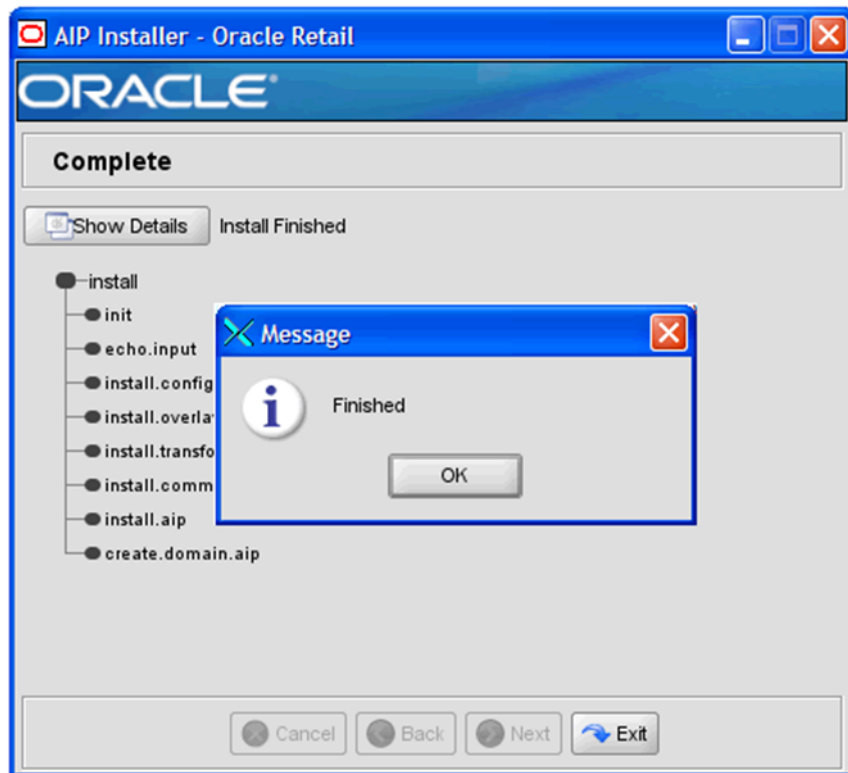 AIP Installer - Oracle Retail
ORACLE®
Complete
Show Details
Install Finished
install
init
echo.input
install.config
install.overla
install.transfo
install.comm
install.aip
create.domain.aip
Message
Finished
OK
Cancel
Back
Next
Exit